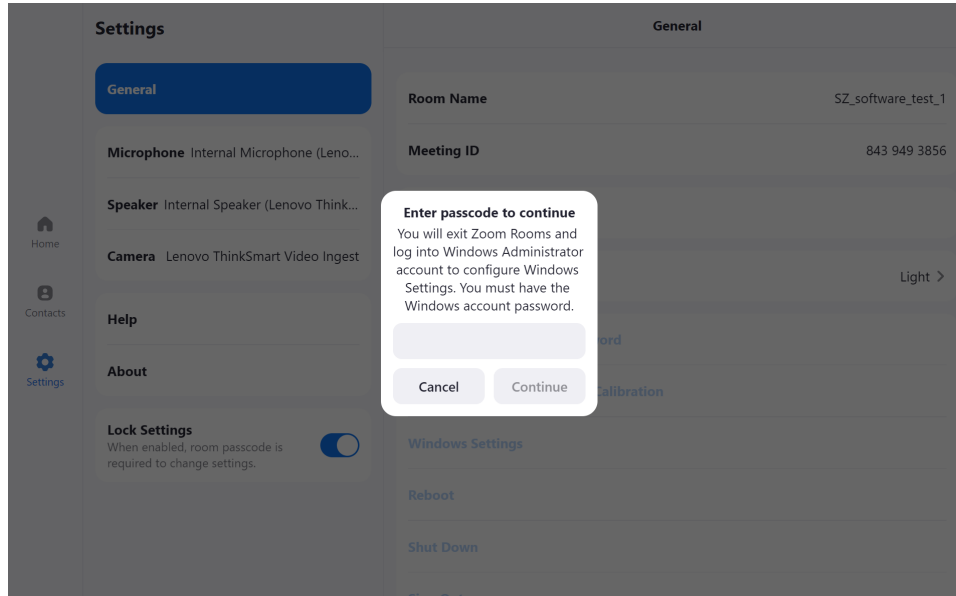 Settings
General
Microphone Internal Microphone (Leno...
Speaker Internal Speaker (Lenovo Think...
Camera Lenovo ThinkSmart Video Ingest
Help
About
Lock Settings
When enabled, room passcode is
required to change settings.
Home
Contacts
Settings
General
Room Name SZ_software_test_1
Meeting ID 843 949 3856
Light >
Calibration
Windows Settings
Reboot
Shut Down
Enter passcode to continue
You will exit Zoom Rooms and
log into Windows Administrator
account to configure Windows
Settings. You must have the
Windows account password.
Cancel Continue